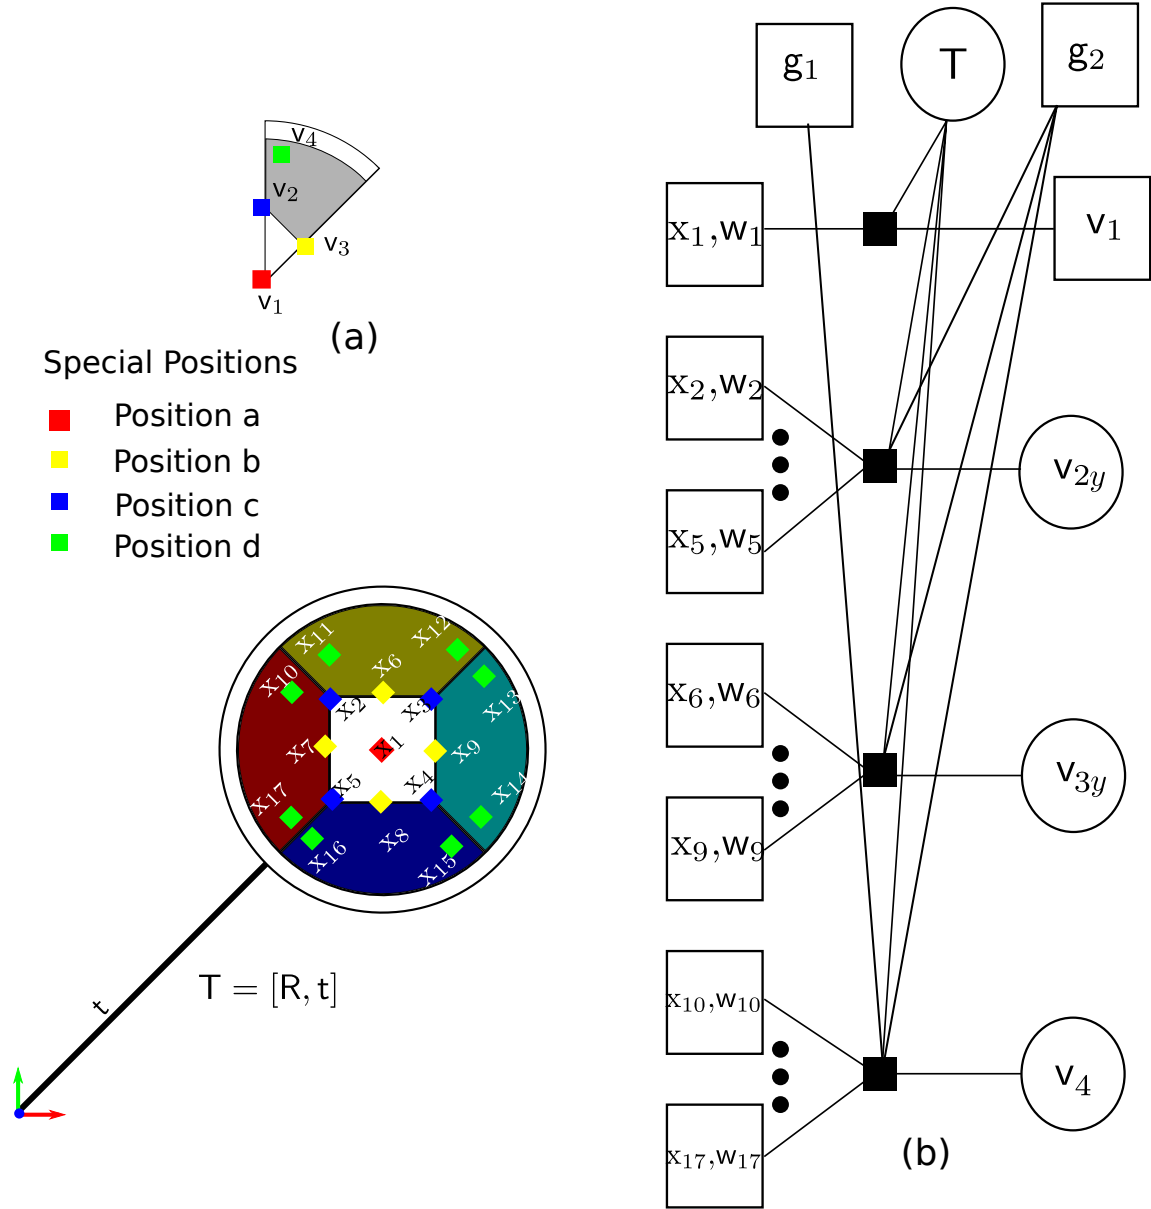 v₄
v₂
v₃
v₁
(a)
Special Positions
Position a
Position b
Position c
Position d
x₁₁
x₁₂
x₆
x₁₀
x₂
x₃
x₁₃
x₇
x₁
x₉
x₅
x₄
x₁₇
x₁₄
x₈
x₁₆
x₁₅
t
T = [R, t]
g₁
T
g₂
x₁,w₁
v₁
x₂,w₂
v₂y
x₅,w₅
x₆,w₆
v₃y
x₉,w₉
x₁₀,w₁₀
v₄
x₁₇,w₁₇
(b)